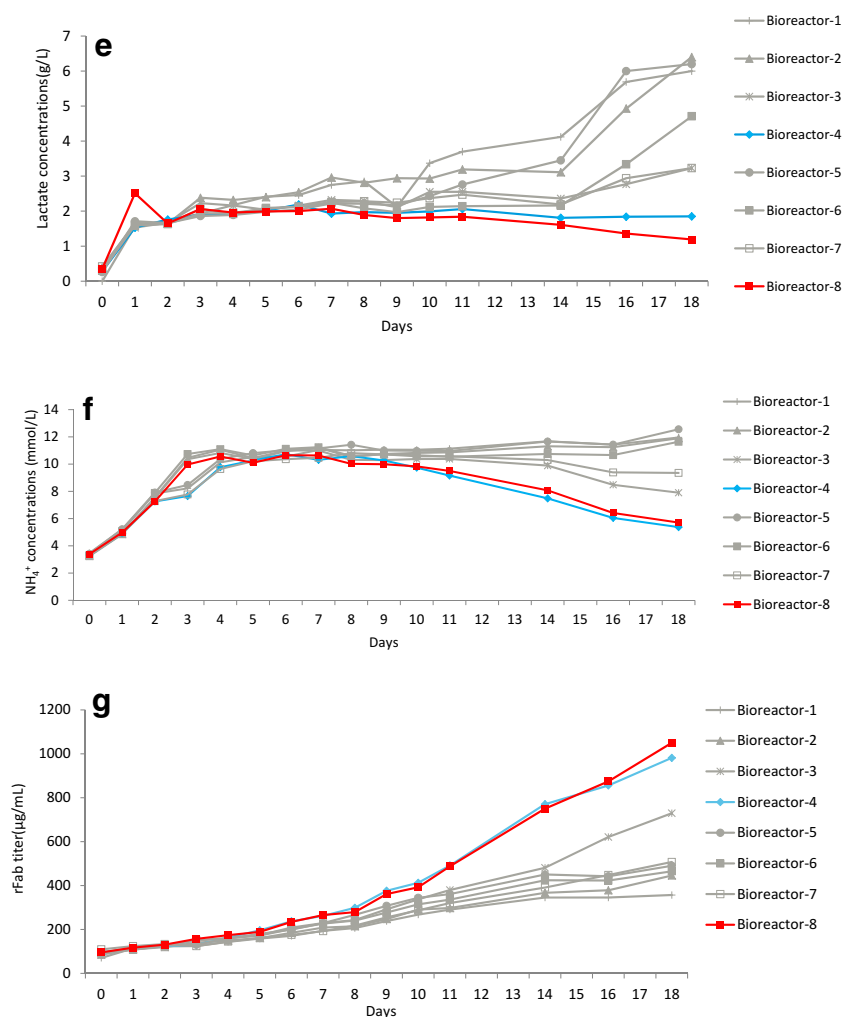 e
Lactate concentrations(g/L)
7
6
5
4
3
2
1
0
0 1 2 3 4 5 6 7 8 9 10 11 12 13 14 15 16 17 18
Days
Bioreactor-1
Bioreactor-2
Bioreactor-3
Bioreactor-4
Bioreactor-5
Bioreactor-6
Bioreactor-7
Bioreactor-8
f
NH₄⁺ concentrations (mmol/L)
14
12
10
8
6
4
2
0
0 1 2 3 4 5 6 7 8 9 10 11 12 13 14 15 16 17 18
Days
Bioreactor-1
Bioreactor-2
Bioreactor-3
Bioreactor-4
Bioreactor-5
Bioreactor-6
Bioreactor-7
Bioreactor-8
g
rFab titer(µg/mL)
1200
1000
800
600
400
200
0
0 1 2 3 4 5 6 7 8 9 10 11 12 13 14 15 16 17 18
Days
Bioreactor-1
Bioreactor-2
Bioreactor-3
Bioreactor-4
Bioreactor-5
Bioreactor-6
Bioreactor-7
Bioreactor-8